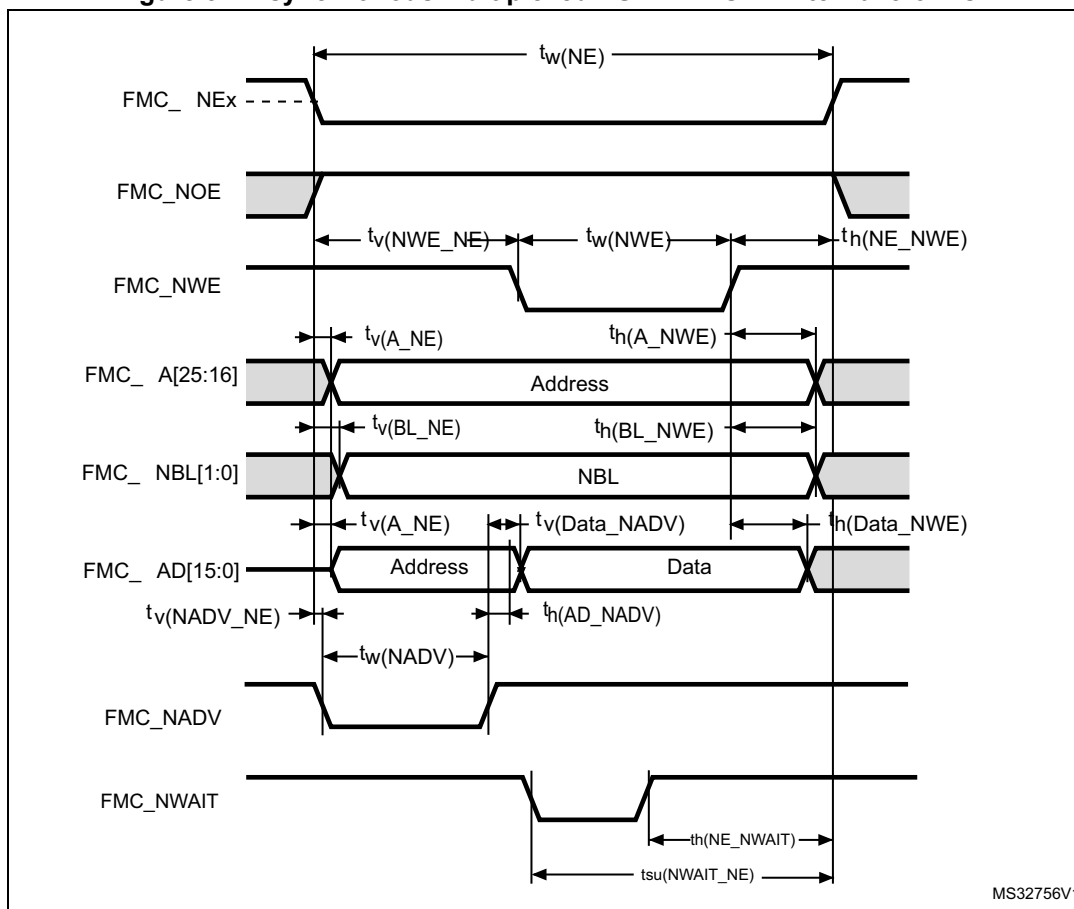 tw(NE)
FMC_ NEx
FMC_NOE
tv(NWE_NE)
tw(NWE)
th(NE_NWE)
FMC_NWE
tv(A_NE)
th(A_NWE)
FMC_ A[25:16]
Address
tv(BL_NE)
th(BL_NWE)
FMC_ NBL[1:0]
NBL
tv(A_NE)
tv(Data_NADV)
th(Data_NWE)
FMC_ AD[15:0]
Address
Data
tv(NADV_NE)
th(AD_NADV)
tw(NADV)
FMC_NADV
FMC_NWAIT
th(NE_NWAIT)
tsu(NWAIT_NE)